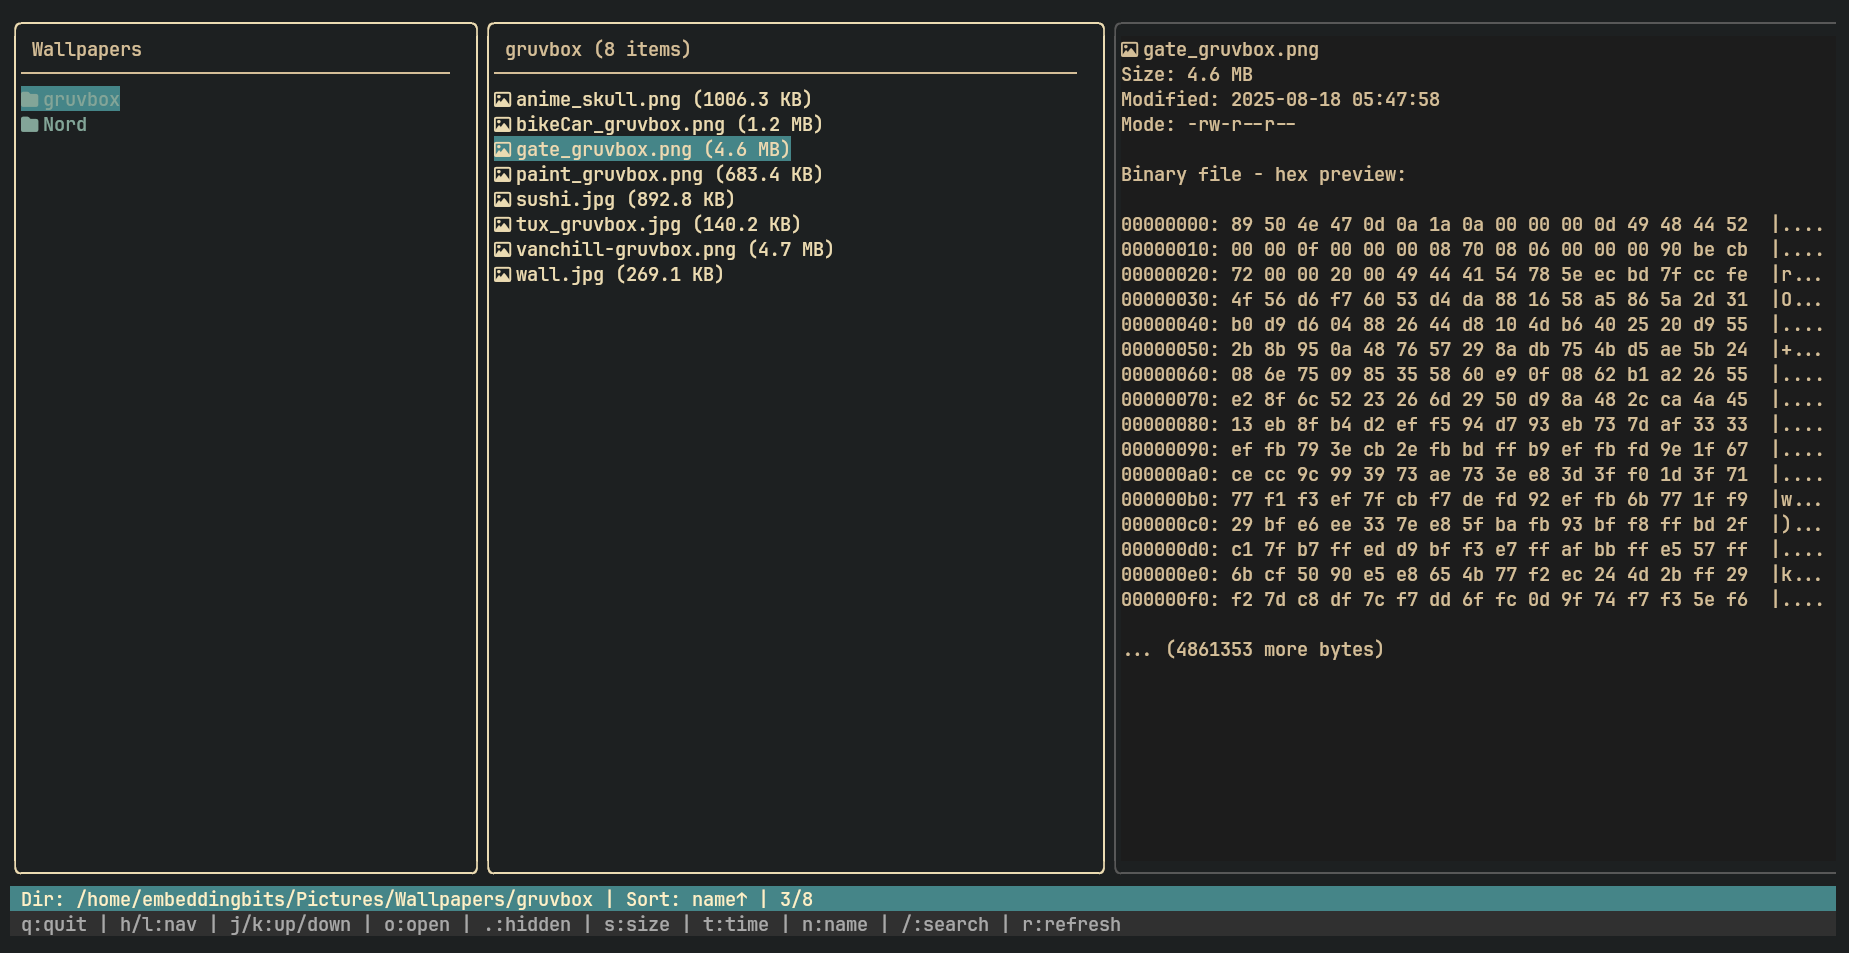 Wallpapers
gruvbox
Nord
gruvbox (8 items)
anime_skull.png (1006.3 KB)
bikeCar_gruvbox.png (1.2 MB)
gate_gruvbox.png (4.6 MB)
paint_gruvbox.png (683.4 KB)
sushi.jpg (892.8 KB)
tux_gruvbox.jpg (140.2 KB)
vanchill-gruvbox.png (4.7 MB)
wall.jpg (269.1 KB)
gate_gruvbox.png
Size: 4.6 MB
Modified: 2025-08-18 05:47:58
Mode: -rw-r--r--
Binary file - hex preview:
00000000: 89 50 4e 47 0d 0a 1a 0a 00 00 00 0d 49 48 44 52  |....
00000010: 00 00 0f 00 00 00 08 70 08 06 00 00 00 90 be cb  |....
00000020: 72 00 00 20 00 49 44 41 54 78 5e ec bd 7f cc fe  |r...
00000030: 4f 56 d6 f7 60 53 d4 da 88 16 58 a5 86 5a 2d 31  |O...
00000040: b0 d9 d6 04 88 26 44 d8 10 4d b6 40 25 20 d9 55  |....
00000050: 2b 8b 95 0a 48 76 57 29 8a db 75 4b d5 ae 5b 24  |+...
00000060: 08 6e 75 09 85 35 58 60 e9 0f 08 62 b1 a2 26 55  |....
00000070: e2 8f 6c 52 23 26 6d 29 50 d9 8a 48 2c ca 4a 45  |....
00000080: 13 eb 8f b4 d2 ef f5 94 d7 93 eb 73 7d af 33 33  |....
00000090: ef fb 79 3e cb 2e fb bd ff b9 ef fb fd 9e 1f 67  |....
000000a0: ce cc 9c 99 39 73 ae 73 3e e8 3d 3f f0 1d 3f 71  |....
000000b0: 77 f1 f3 ef 7f cb f7 de fd 92 ef fb 6b 77 1f f9  |w...
000000c0: 29 bf e6 ee 33 7e e8 5f ba fb 93 bf f8 ff bd 2f  |)...
000000d0: c1 7f b7 ff ed d9 bf f3 e7 ff af bb ff e5 57 ff  |....
000000e0: 6b cf 50 90 e5 e8 65 4b 77 f2 ec 24 4d 2b ff 29  |k...
000000f0: f2 7d c8 df 7c f7 dd 6f fc 0d 9f 74 f7 f3 5e f6  |....
... (4861353 more bytes)
Dir: /home/embeddingbits/Pictures/Wallpapers/gruvbox | Sort: name↑ | 3/8
q:quit | h/l:nav | j/k:up/down | o:open | .:hidden | s:size | t:time | n:name | /:search | r:refresh